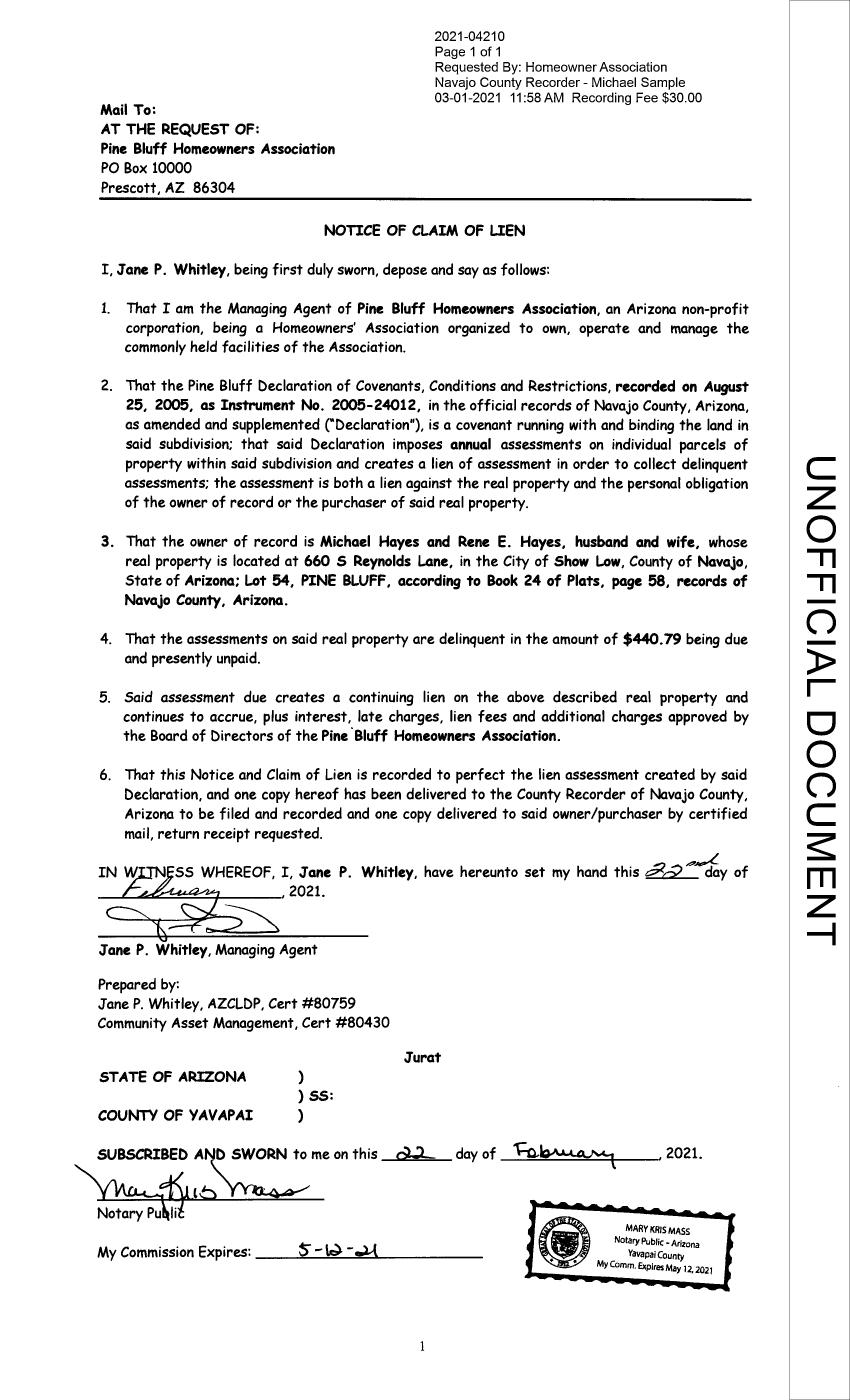 2021-04210
Page 1 of 1
Requested By: Homeowner Association
Navajo County Recorder - Michael Sample
03-01-2021 11:58 AM Recording Fee $30.00
Mail To:
AT THE REQUEST OF:
Pine Bluff Homeowners Association
PO Box 10000
Prescott, AZ 86304
NOTICE OF CLAIM OF LIEN
I, Jane P. Whitley, being first duly sworn, depose and say as follows:
1. That I am the Managing Agent of Pine Bluff Homeowners Association, an Arizona non-profit
corporation, being a Homeowners' Association organized to own, operate and manage the
commonly held facilities of the Association.
2. That the Pine Bluff Declaration of Covenants, Conditions and Restrictions, recorded on August
25, 2005, as Instrument No. 2005-24012, in the official records of Navajo County, Arizona,
as amended and supplemented ("Declaration"), is a covenant running with and binding the land in
said subdivision; that said Declaration imposes annual assessments on individual parcels of
property within said subdivision and creates a lien of assessment in order to collect delinquent
assessments; the assessment is both a lien against the real property and the personal obligation
of the owner of record or the purchaser of said real property.
3. That the owner of record is Michael Hayes and Rene E. Hayes, husband and wife, whose
real property is located at 660 S Reynolds Lane, in the City of Show Low, County of Navajo,
State of Arizona; Lot 54, PINE BLUFF, according to Book 24 of Plats, page 58, records of
Navajo County, Arizona.
4. That the assessments on said real property are delinquent in the amount of $440.79 being due
and presently unpaid.
5. Said assessment due creates a continuing lien on the above described real property and
continues to accrue, plus interest, late charges, lien fees and additional charges approved by
the Board of Directors of the Pine Bluff Homeowners Association.
6. That this Notice and Claim of Lien is recorded to perfect the lien assessment created by said
Declaration, and one copy hereof has been delivered to the County Recorder of Navajo County,
Arizona to be filed and recorded and one copy delivered to said owner/purchaser by certified
mail, return receipt requested.
IN WITNESS WHEREOF, I, Jane P. Whitley, have hereunto set my hand this 22nd day of
February, 2021.
Jane P. Whitley, Managing Agent
Prepared by:
Jane P. Whitley, AZCLDP, Cert #80759
Community Asset Management, Cert #80430
Jurat
STATE OF ARIZONA )
) SS:
COUNTY OF YAVAPAI )
SUBSCRIBED AND SWORN to me on this 22 day of February, 2021.
Mary Kris Mass
Notary Public
My Commission Expires: 5-12-21
GREAT SEAL OF THE STATE OF ARIZONA
1912
MARY KRIS MASS
Notary Public - Arizona
Yavapai County
My Comm. Expires May 12, 2021
1
UNOFFICIAL DOCUMENT